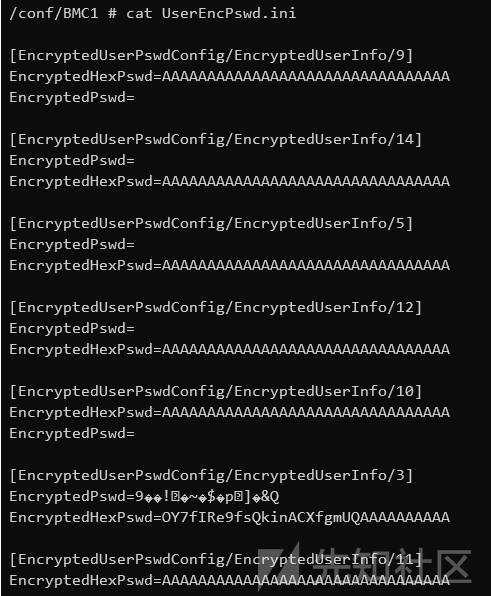 /conf/BMC1 # cat UserEncPswd.ini
[EncryptedUserPswdConfig/EncryptedUserInfo/9]
EncryptedHexPswd=AAAAAAAAAAAAAAAAAAAAAAAAAAAAAAAA
EncryptedPswd=
[EncryptedUserPswdConfig/EncryptedUserInfo/14]
EncryptedPswd=
EncryptedHexPswd=AAAAAAAAAAAAAAAAAAAAAAAAAAAAAAAA
[EncryptedUserPswdConfig/EncryptedUserInfo/5]
EncryptedPswd=
EncryptedHexPswd=AAAAAAAAAAAAAAAAAAAAAAAAAAAAAAAA
[EncryptedUserPswdConfig/EncryptedUserInfo/12]
EncryptedPswd=
EncryptedHexPswd=AAAAAAAAAAAAAAAAAAAAAAAAAAAAAAAA
[EncryptedUserPswdConfig/EncryptedUserInfo/10]
EncryptedHexPswd=AAAAAAAAAAAAAAAAAAAAAAAAAAAAAAAA
EncryptedPswd=
[EncryptedUserPswdConfig/EncryptedUserInfo/3]
EncryptedPswd=9��!�~�$�p]�&Q
EncryptedHexPswd=OY7fIRe9fsQkinACXfgmUQAAAAAAAAAA
[EncryptedUserPswdConfig/EncryptedUserInfo/11]
EncryptedHexPswd=AAAAAAAAAAAAAAAAAAAAAAAAAAAAAAAA
先知社区